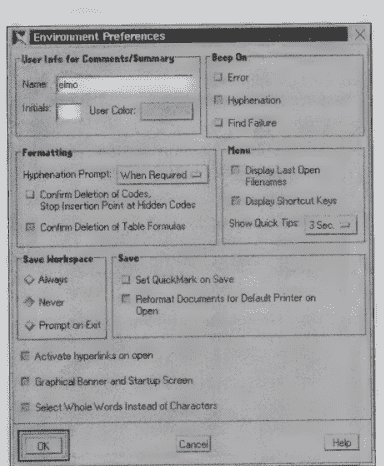 Environment Preferences
User Info for Comments/Summary
Name: elmo
Initials:
User Color:
Beep On
Error
Hyphenation
Find Failure
Formatting
Hyphenation Prompt: When Required
Confirm Deletion of Codes,
Stop Insertion Point at Hidden Codes
Confirm Deletion of Table Formulas
Menu
Display Last Open
Filenames
Display Shortcut Keys
Show Quick Tips: 3 Sec.
Save Workspace
Always
Never
Prompt on Exit
Save
Set QuickMark on Save
Reformat Documents for Default Printer on
Open
Activate hyperlinks on open
Graphical Banner and Startup Screen
Select Whole Words Instead of Characters
OK
Cancel
Help